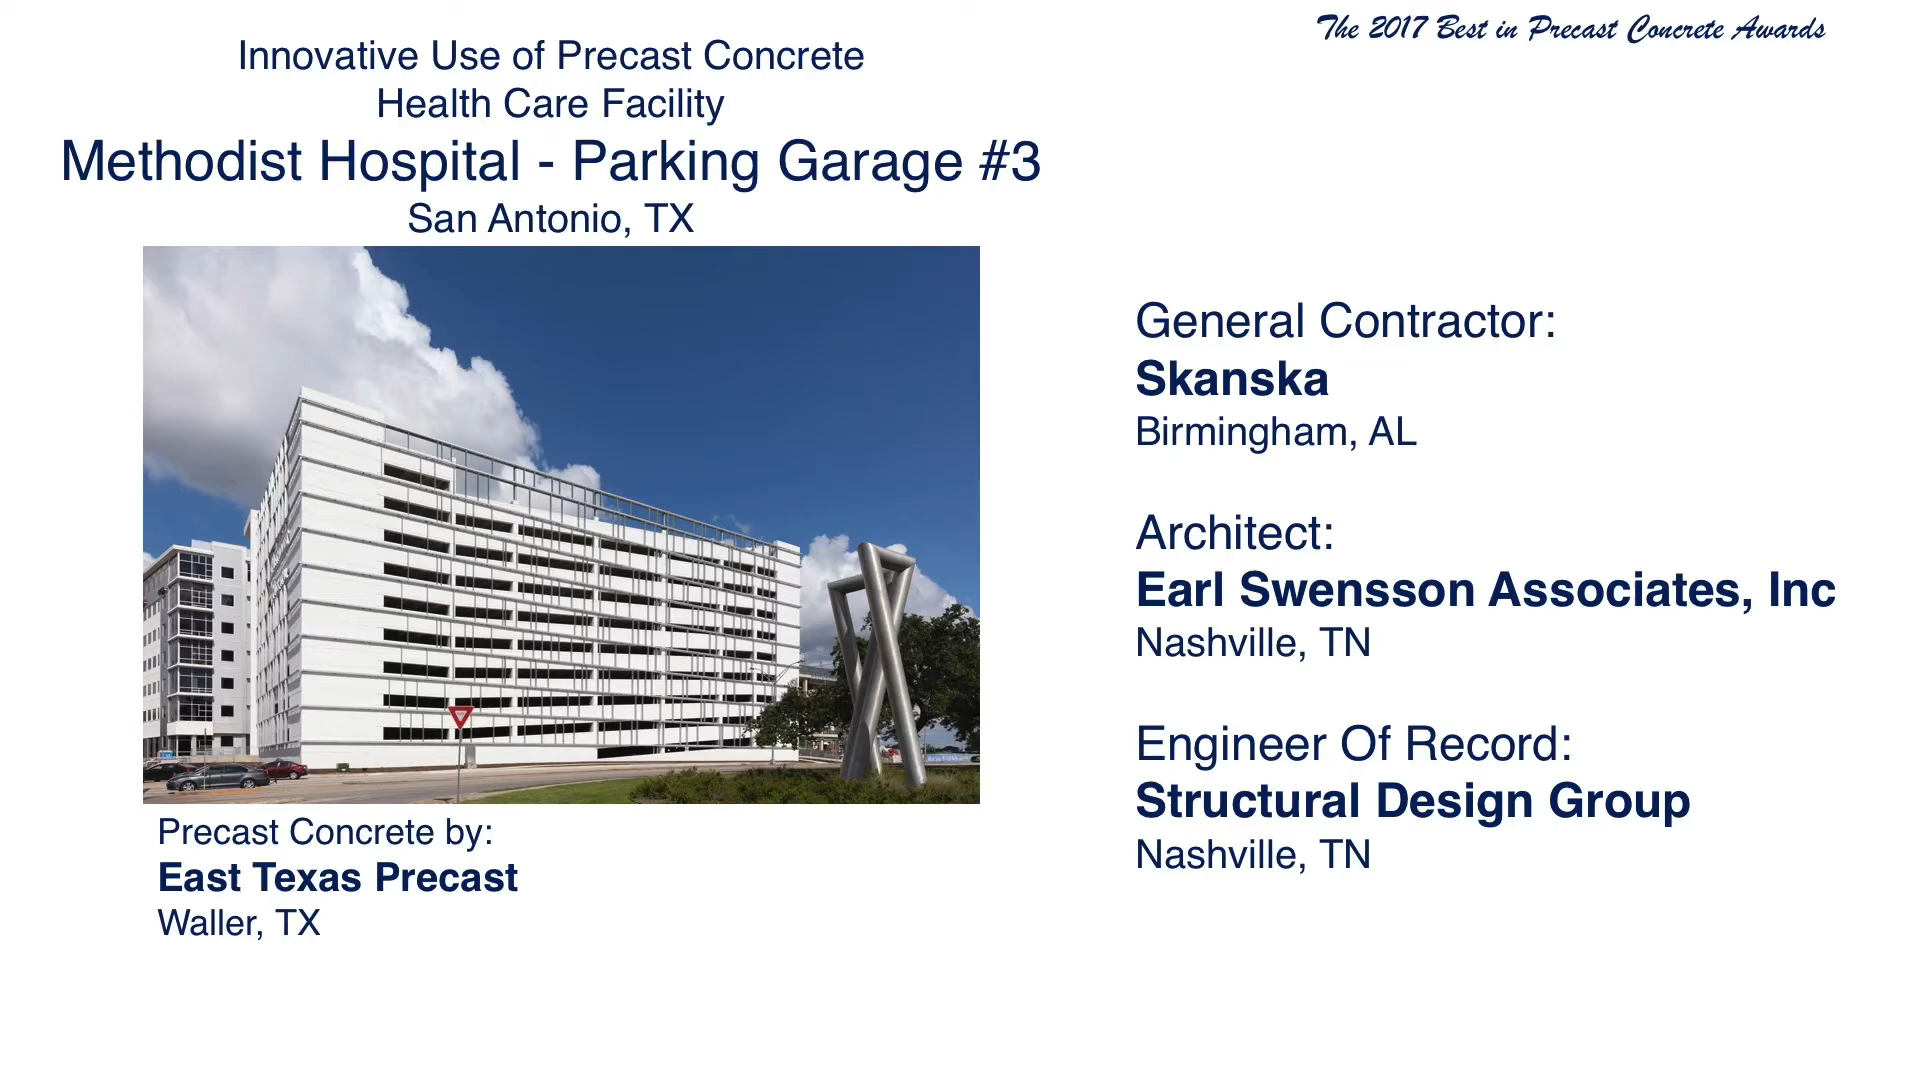 The 2017 Best in Precast Concrete Awards
Innovative Use of Precast Concrete
Health Care Facility
Methodist Hospital - Parking Garage #3
San Antonio, TX
Precast Concrete by:
East Texas Precast
Waller, TX
General Contractor:
Skanska
Birmingham, AL
Architect:
Earl Swensson Associates, Inc
Nashville, TN
Engineer Of Record:
Structural Design Group
Nashville, TN